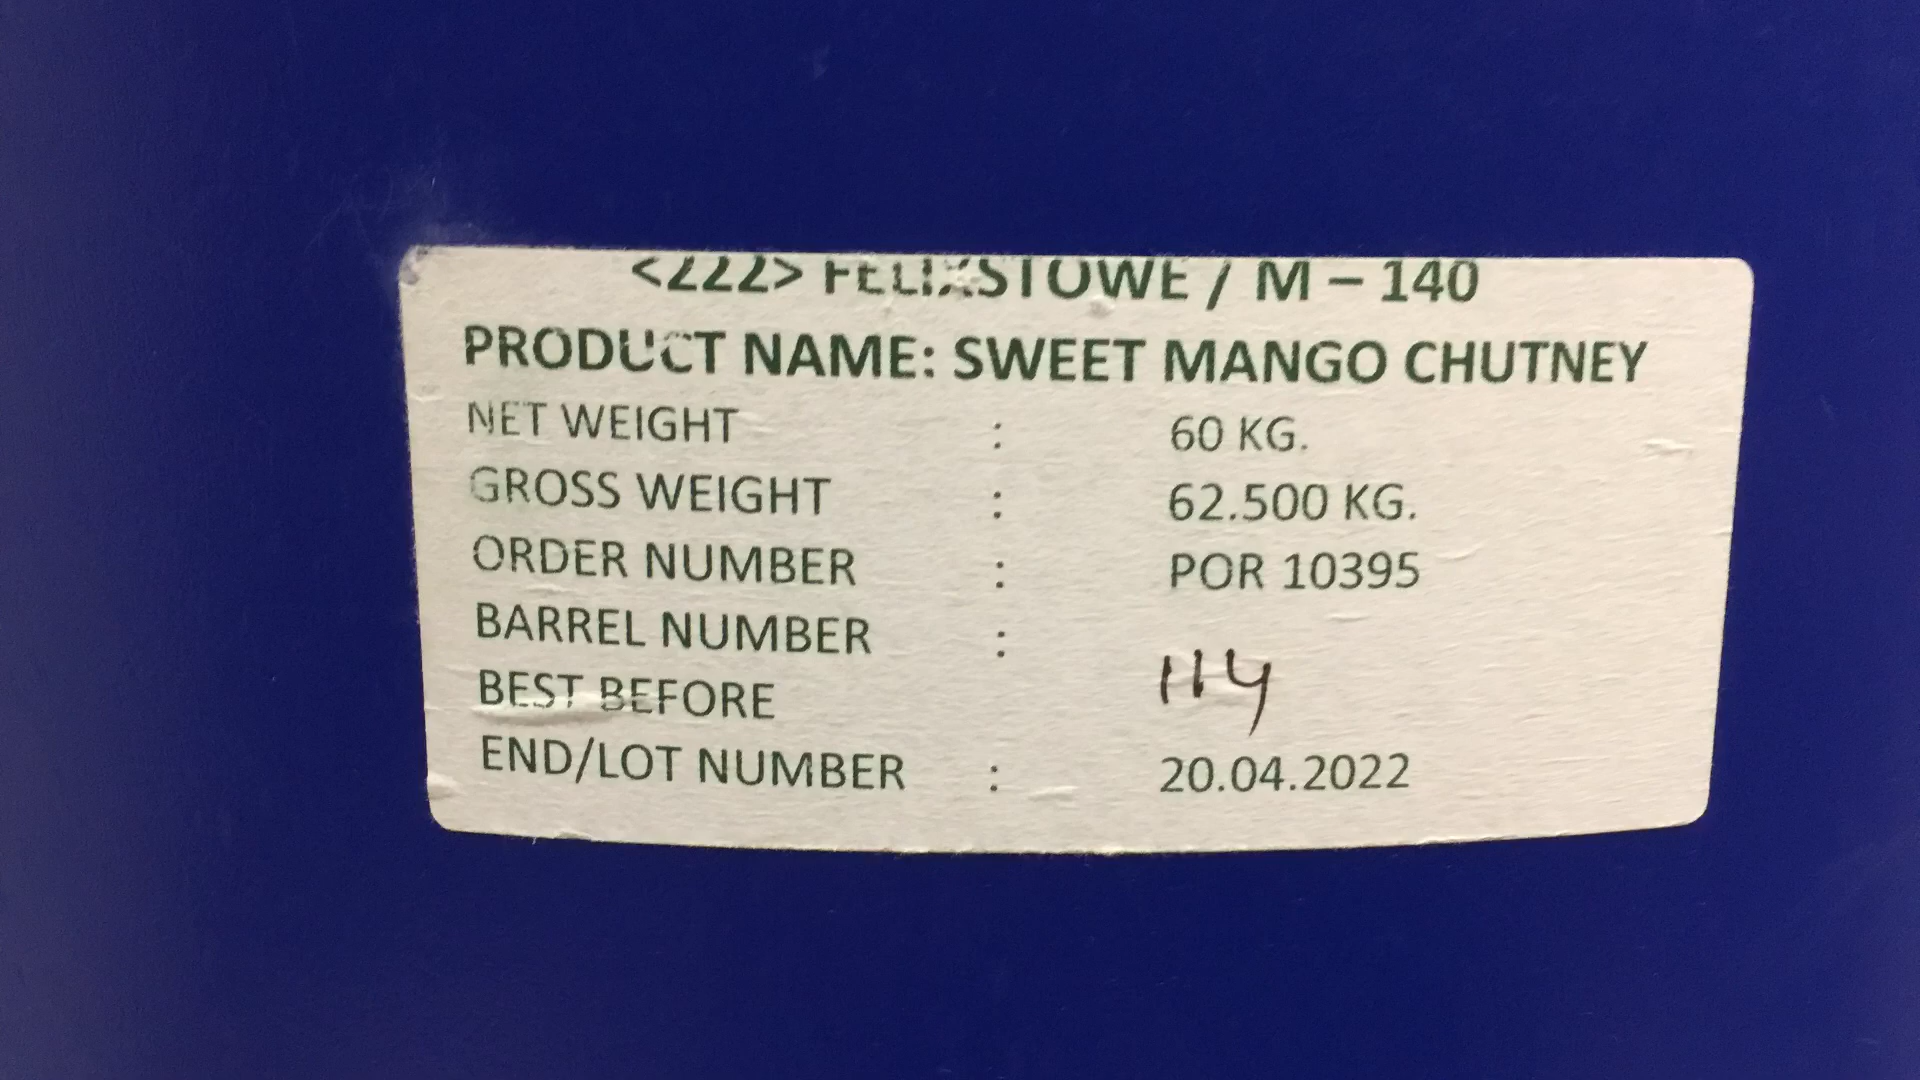 <222> FELIXSTOWE / M – 140
PRODUCT NAME: SWEET MANGO CHUTNEY
NET WEIGHT : 60 KG.
GROSS WEIGHT : 62.500 KG.
ORDER NUMBER : POR 10395
BARREL NUMBER :
BEST BEFORE 114
END/LOT NUMBER : 20.04.2022